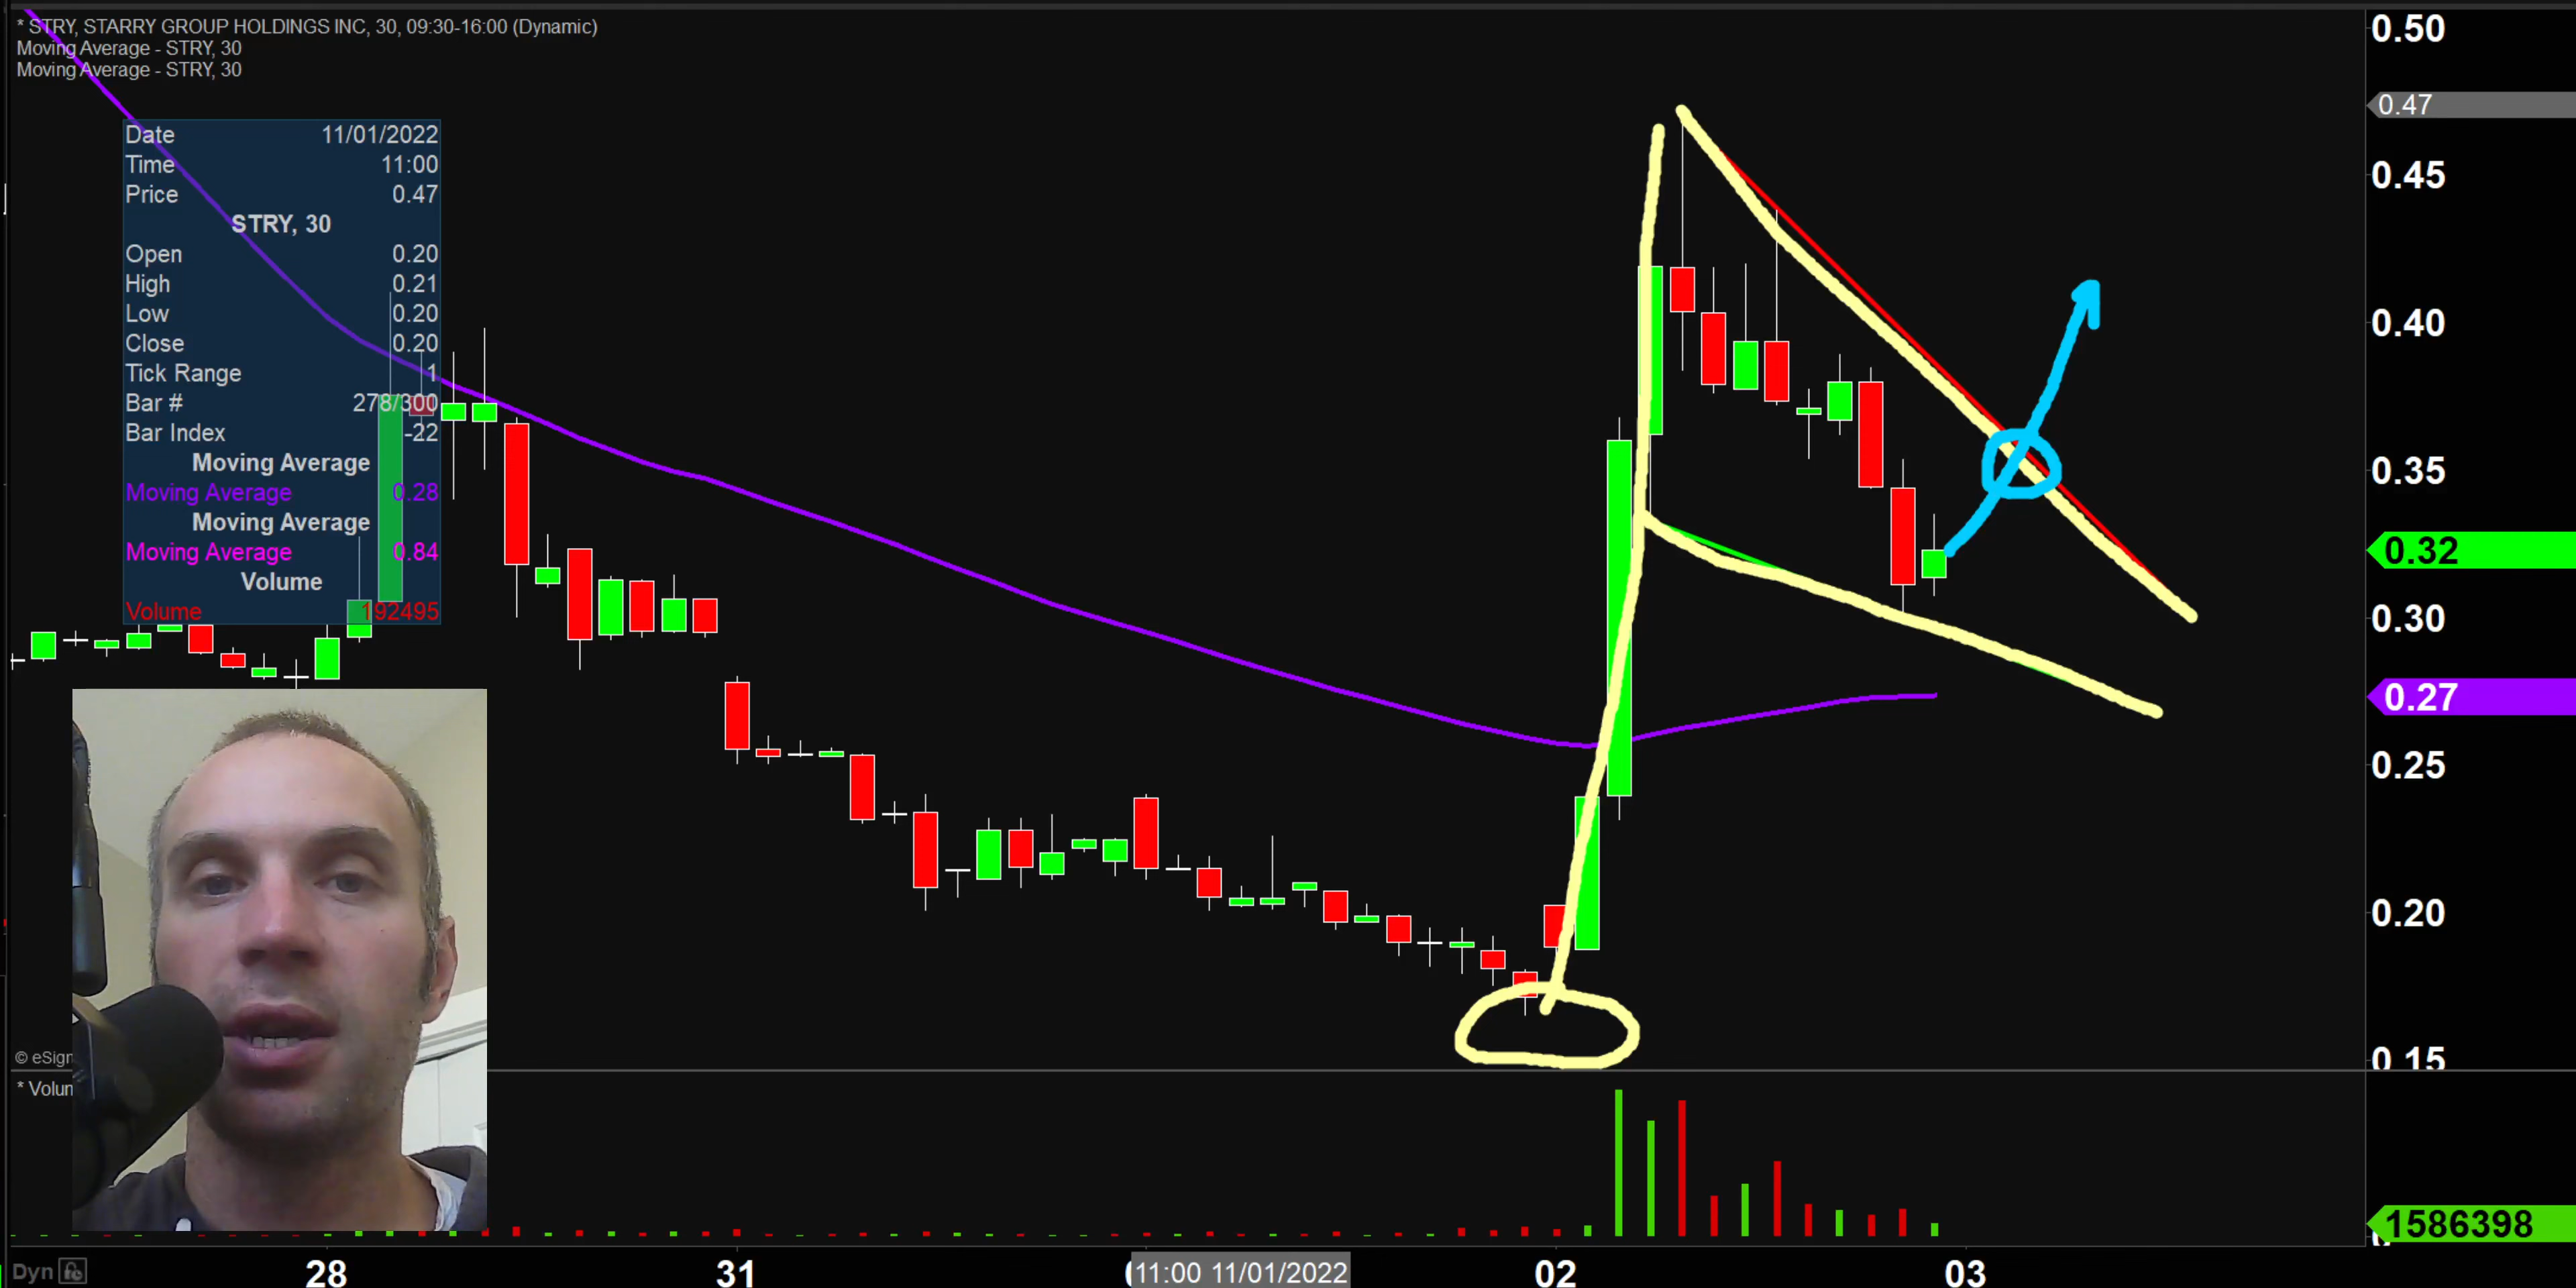 * STRY, STARRY GROUP HOLDINGS INC, 30, 09:30-16:00 (Dynamic)
Moving Average - STRY, 30
Moving Average - STRY, 30
Date 11/01/2022
Time 11:00
Price 0.47
STRY, 30
Open 0.20
High 0.21
Low 0.20
Close 0.20
Tick Range 1
Bar # 278/300
Bar Index -22
Moving Average
Moving Average 0.28
Moving Average
Moving Average 0.84
Volume
Volume 192495
0.50
0.47
0.45
0.40
0.35
0.32
0.30
0.27
0.25
0.20
0.15
© eSign
* Volum
1586398
Dyn
28 31 11:00 11/01/2022 02 03